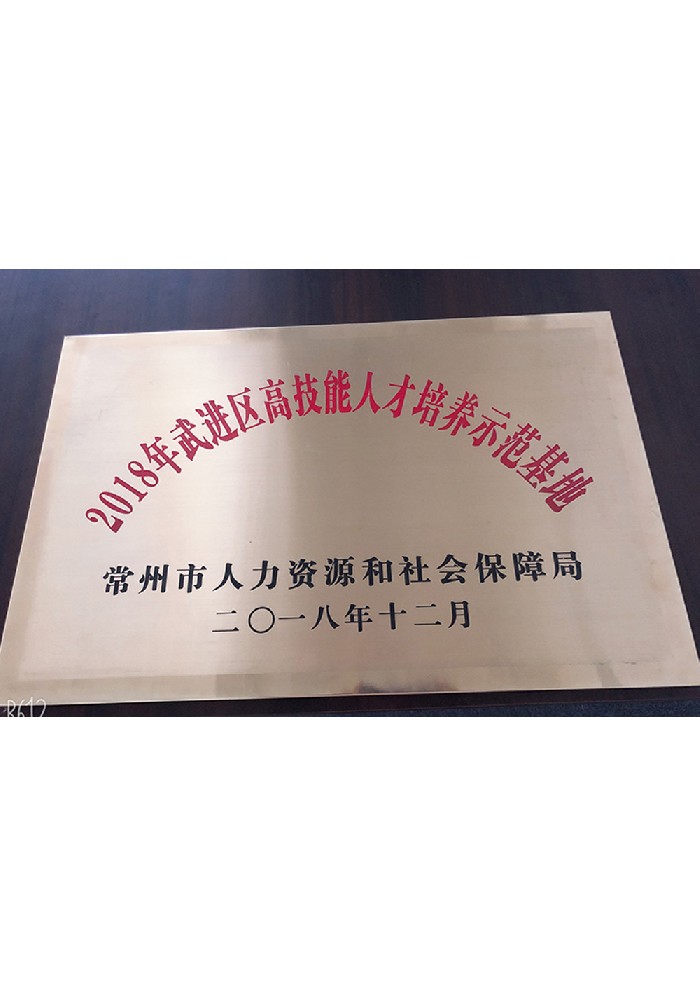 2018年武进区高技能人才培养示范基地
常州市人力资源和社会保障局
二〇一八年十二月
B612